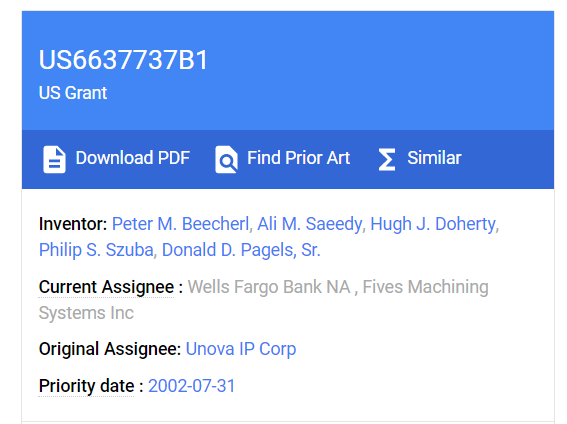 US6637737B1
US Grant
Download PDF Find Prior Art Similar
Inventor: Peter M. Beecherl, Ali M. Saeedy, Hugh J. Doherty,
Philip S. Szuba, Donald D. Pagels, Sr.
Current Assignee : Wells Fargo Bank NA , Fives Machining
Systems Inc
Original Assignee: Unova IP Corp
Priority date : 2002-07-31